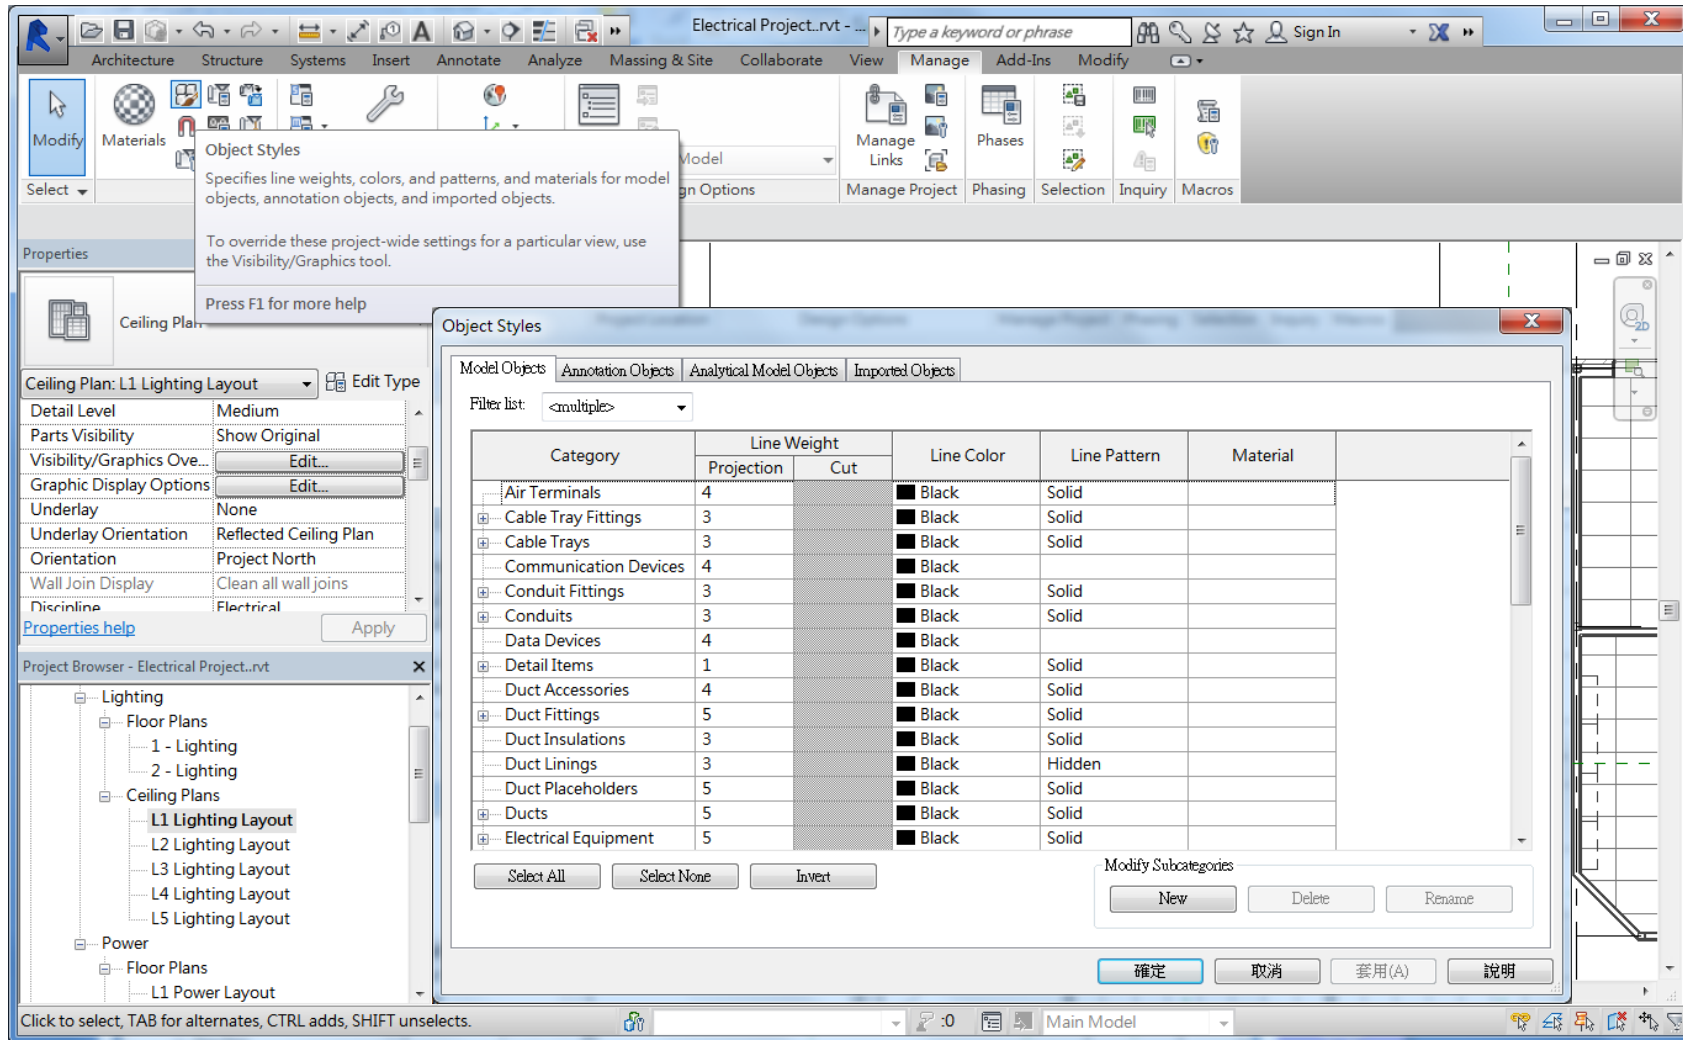 Electrical Project..rvt - ...
Type a keyword or phrase
Sign In
Architecture Structure Systems Insert Annotate Analyze Massing & Site Collaborate View Manage Add-Ins Modify
Modify
Materials
Manage Links
Phases
Model
Select
gn Options
Manage Project
Phasing
Selection
Inquiry
Macros
Object Styles
Specifies line weights, colors, and patterns, and materials for model
objects, annotation objects, and imported objects.
To override these project-wide settings for a particular view, use
the Visibility/Graphics tool.
Press F1 for more help
Properties
Ceiling Plan
Ceiling Plan: L1 Lighting Layout
Edit Type
Detail Level Medium
Parts Visibility Show Original
Visibility/Graphics Ove... Edit...
Graphic Display Options Edit...
Underlay None
Underlay Orientation Reflected Ceiling Plan
Orientation Project North
Wall Join Display Clean all wall joins
Discipline Electrical
Properties help
Apply
Project Browser - Electrical Project..rvt
Lighting
Floor Plans
1 - Lighting
2 - Lighting
Ceiling Plans
L1 Lighting Layout
L2 Lighting Layout
L3 Lighting Layout
L4 Lighting Layout
L5 Lighting Layout
Power
Floor Plans
L1 Power Layout
Object Styles
Model Objects Annotation Objects Analytical Model Objects Imported Objects
Filter list: <multiple>
Category Line Weight Line Color Line Pattern Material
Projection Cut
Air Terminals 4 Black Solid
Cable Tray Fittings 3 Black Solid
Cable Trays 3 Black Solid
Communication Devices 4 Black
Conduit Fittings 3 Black Solid
Conduits 3 Black Solid
Data Devices 4 Black
Detail Items 1 Black Solid
Duct Accessories 4 Black Solid
Duct Fittings 5 Black Solid
Duct Insulations 3 Black Solid
Duct Linings 3 Black Hidden
Duct Placeholders 5 Black Solid
Ducts 5 Black Solid
Electrical Equipment 5 Black Solid
Select All Select None Invert
Modify Subcategories
New Delete Rename
確定 取消 套用(A) 說明
2D
Click to select, TAB for alternates, CTRL adds, SHIFT unselects.
:0
Main Model